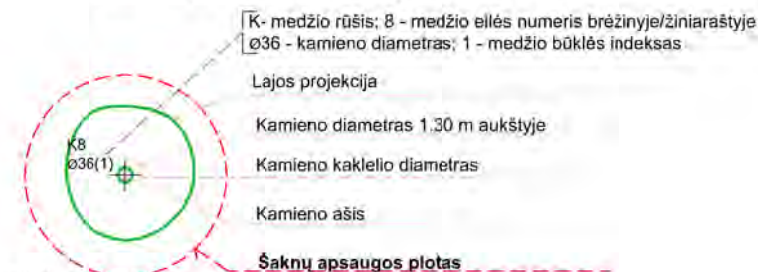 K- medžio rūšis; 8 - medžio eilės numeris brėžinyje/žiniaraštyje
ø36 - kamieno diametras; 1 - medžio būklės indeksas
Lajos projekcija
Kamieno diametras 1.30 m aukštyje
K8
ø36(1)
Kamieno kaklelio diametras
Kamieno ašis
Šaknų apsaugos plotas